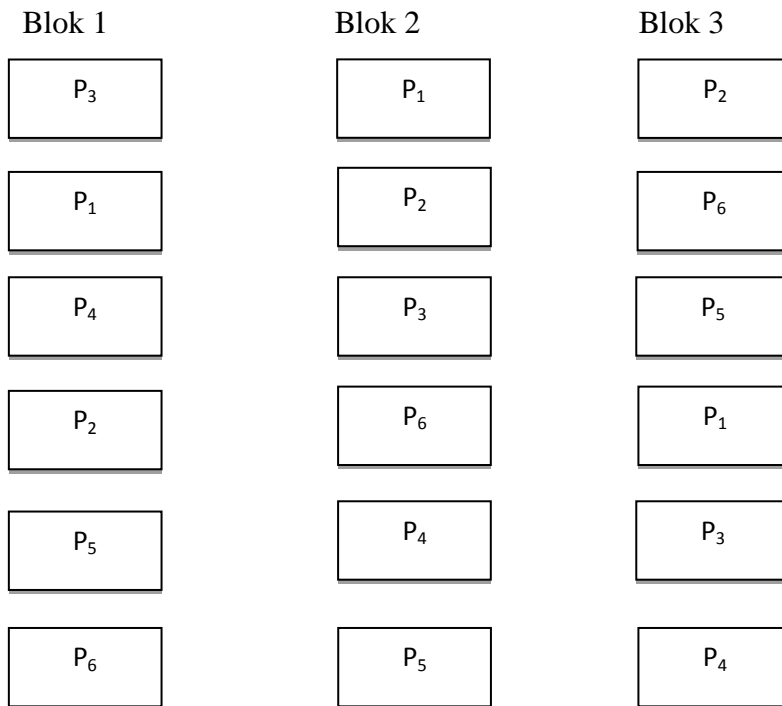 Blok 1 Blok 2 Blok 3
P₃ P₁ P₂
P₁ P₂ P₆
P₄ P₃ P₅
P₂ P₆ P₁
P₅ P₄ P₃
P₆ P₅ P₄